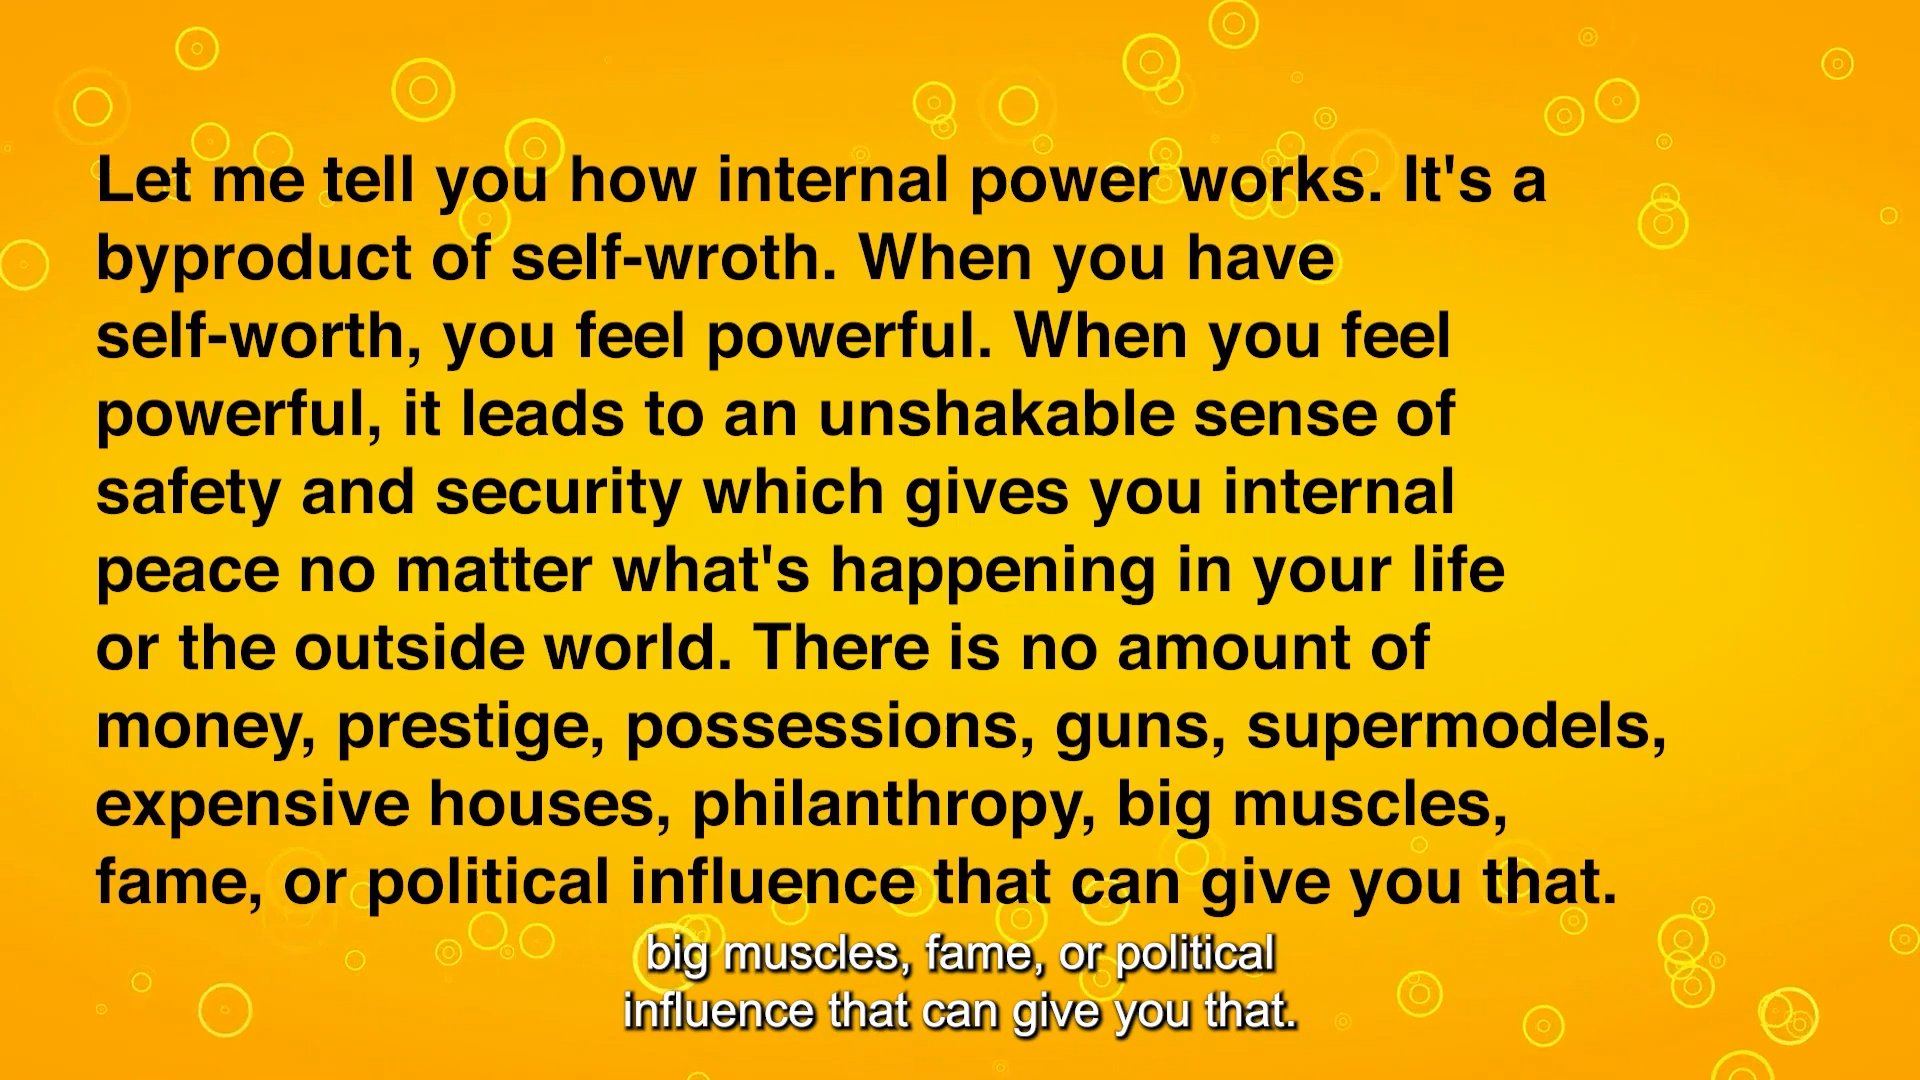 Let me tell you how internal power works. It's a
byproduct of self-wroth. When you have
self-worth, you feel powerful. When you feel
powerful, it leads to an unshakable sense of
safety and security which gives you internal
peace no matter what's happening in your life
or the outside world. There is no amount of
money, prestige, possessions, guns, supermodels,
expensive houses, philanthropy, big muscles,
fame, or political influence that can give you that.
big muscles, fame, or political
influence that can give you that.